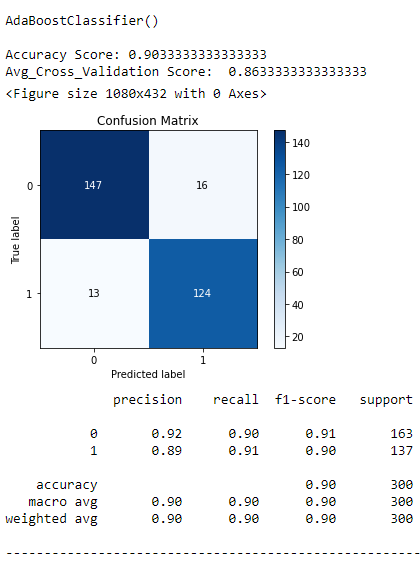 AdaBoostClassifier()
Accuracy Score: 0.9033333333333333
Avg_Cross_Validation Score:  0.8633333333333333
<Figure size 1080x432 with 0 Axes>
Confusion Matrix
0 147 16
1 13 124
0 1
True label
Predicted label
140
120
100
80
60
40
20
precision recall f1-score support
0 0.92 0.90 0.91 163
1 0.89 0.91 0.90 137
accuracy 0.90 300
macro avg 0.90 0.90 0.90 300
weighted avg 0.90 0.90 0.90 300
----------------------------------------------------